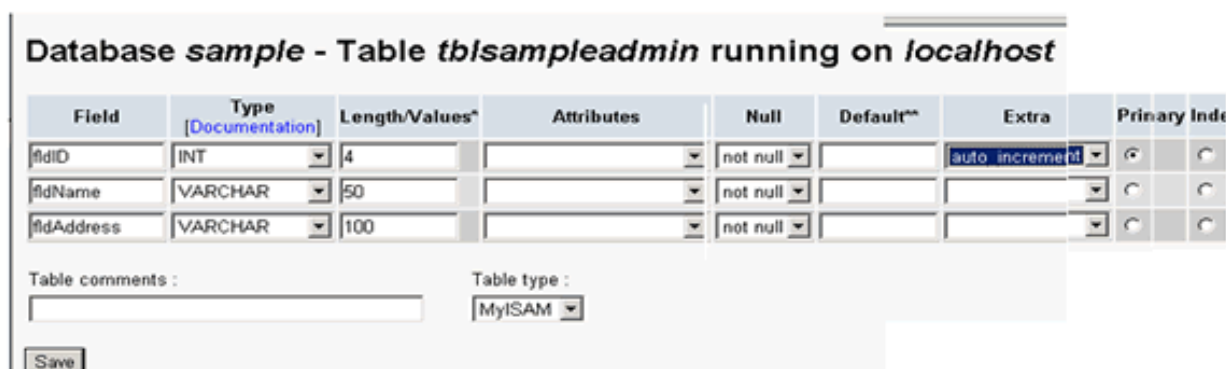 Database sample - Table tblsampleadmin running on localhost
Field Type [Documentation] Length/Values* Attributes Null Default** Extra Primary Inde
fldID INT 4 not null auto_increment
fldName VARCHAR 50 not null
fldAddress VARCHAR 100 not null
Table comments : Table type :
MyISAM
Save